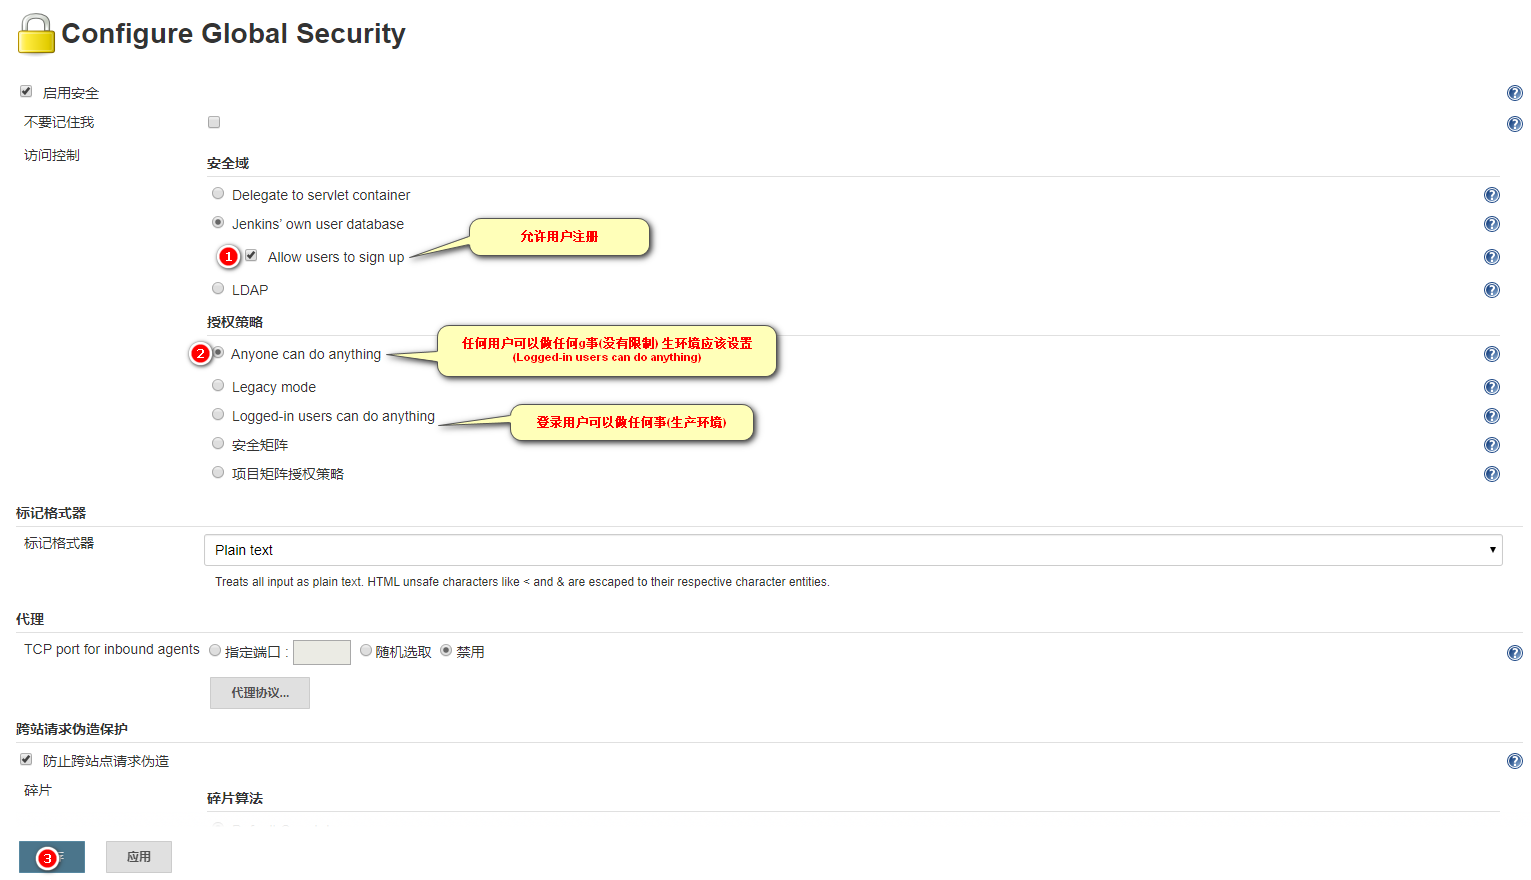 Configure Global Security
启用安全
不要记住我
访问控制
安全域
Delegate to servlet container
Jenkins’ own user database
允许用户注册
1 Allow users to sign up
LDAP
授权策略
任何用户可以做任何g事(没有限制) 生环境应该设置
(Logged-in users can do anything)
2 Anyone can do anything
Legacy mode
Logged-in users can do anything
登录用户可以做任何事(生产环境)
安全矩阵
项目矩阵授权策略
标记格式器
标记格式器
Plain text
Treats all input as plain text. HTML unsafe characters like < and & are escaped to their respective character entities.
代理
TCP port for inbound agents 指定端口 : 随机选取 禁用
代理协议...
跨站请求伪造保护
防止跨站点请求伪造
碎片
碎片算法
3 应用